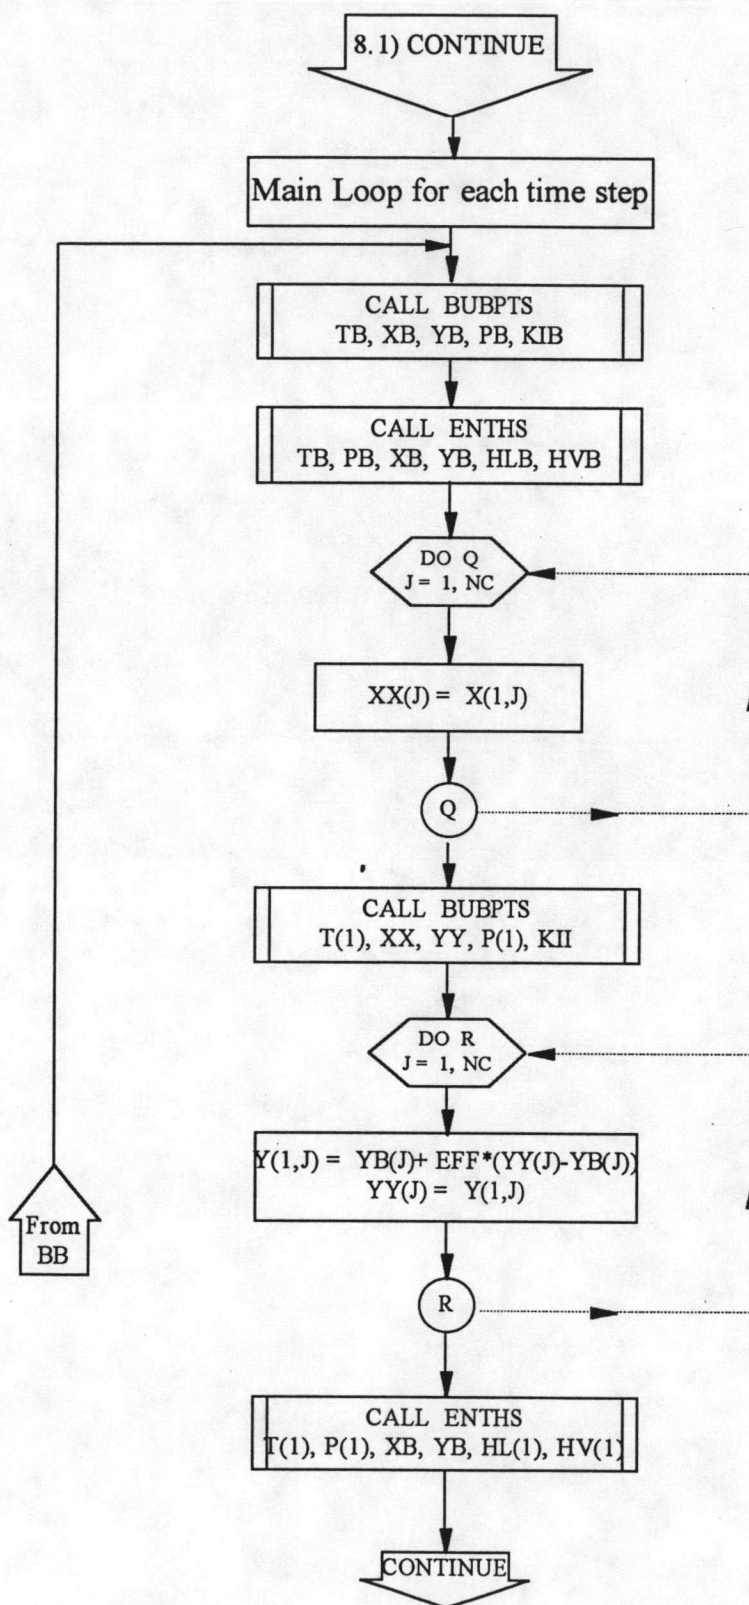 8.1) CONTINUE
Main Loop for each time step
CALL BUBPTS
TB, XB, YB, PB, KIB
CALL ENTHS
TB, PB, XB, YB, HLB, HVB
DO Q
J = 1, NC
XX(J) = X(1,J)
Q
CALL BUBPTS
T(1), XX, YY, P(1), KII
DO R
J = 1, NC
Y(1,J) = YB(J)+ EFF*(YY(J)-YB(J))
YY(J) = Y(1,J)
From
BB
R
CALL ENTHS
T(1), P(1), XB, YB, HL(1), HV(1)
CONTINUE